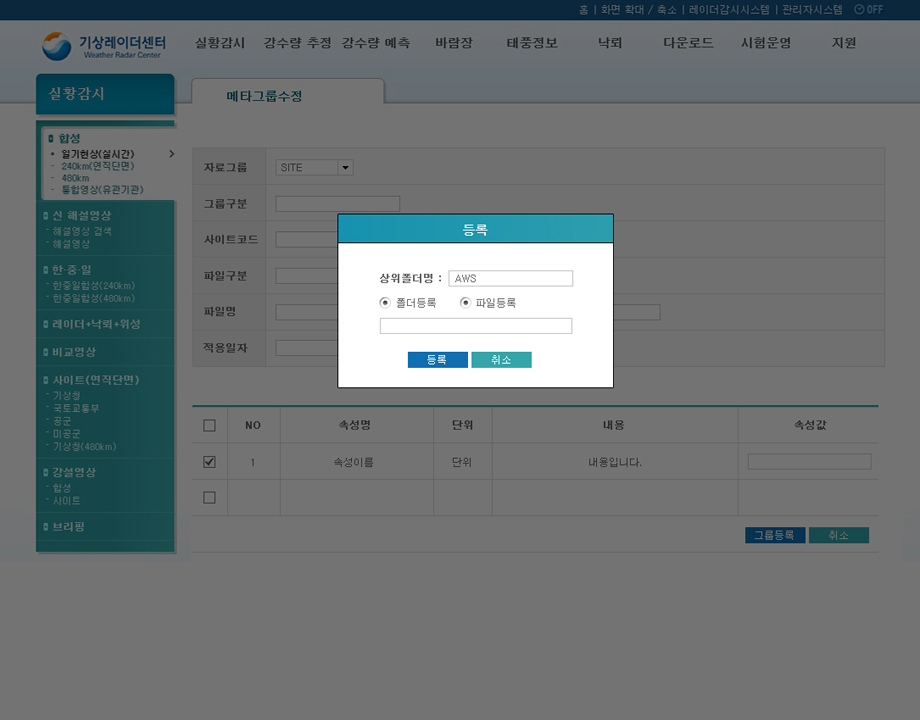 홈 | 화면 확대 / 축소 | 레이더감시시스템 | 관리자시스템 OFF
기상레이더센터
Weather Radar Center
실황감시 강수량 추정 강수량 예측 바람장 태풍정보 낙뢰 다운로드 시험운영 지원
실황감시
메타그룹수정
합성
일기현상(실시간)
240km(연직단면)
480km
통합영상(유관기관)
신 해설영상
해설영상 검색
해설영상
한·중·일
한중일합성(240km)
한중일합성(480km)
레이더+낙뢰+위성
비교영상
사이트(연직단면)
기상청
국토교통부
공군
미공군
기상청(480km)
강설영상
합성
사이트
브리핑
자료그룹 SITE
그룹구분
사이트코드
파일구분
파일명
적용일자
등록
상위폴더명 : AWS
폴더등록 파일등록
등록 취소
NO 속성명 단위 내용 속성값
1 속성이름 단위 내용입니다.
그룹등록 취소